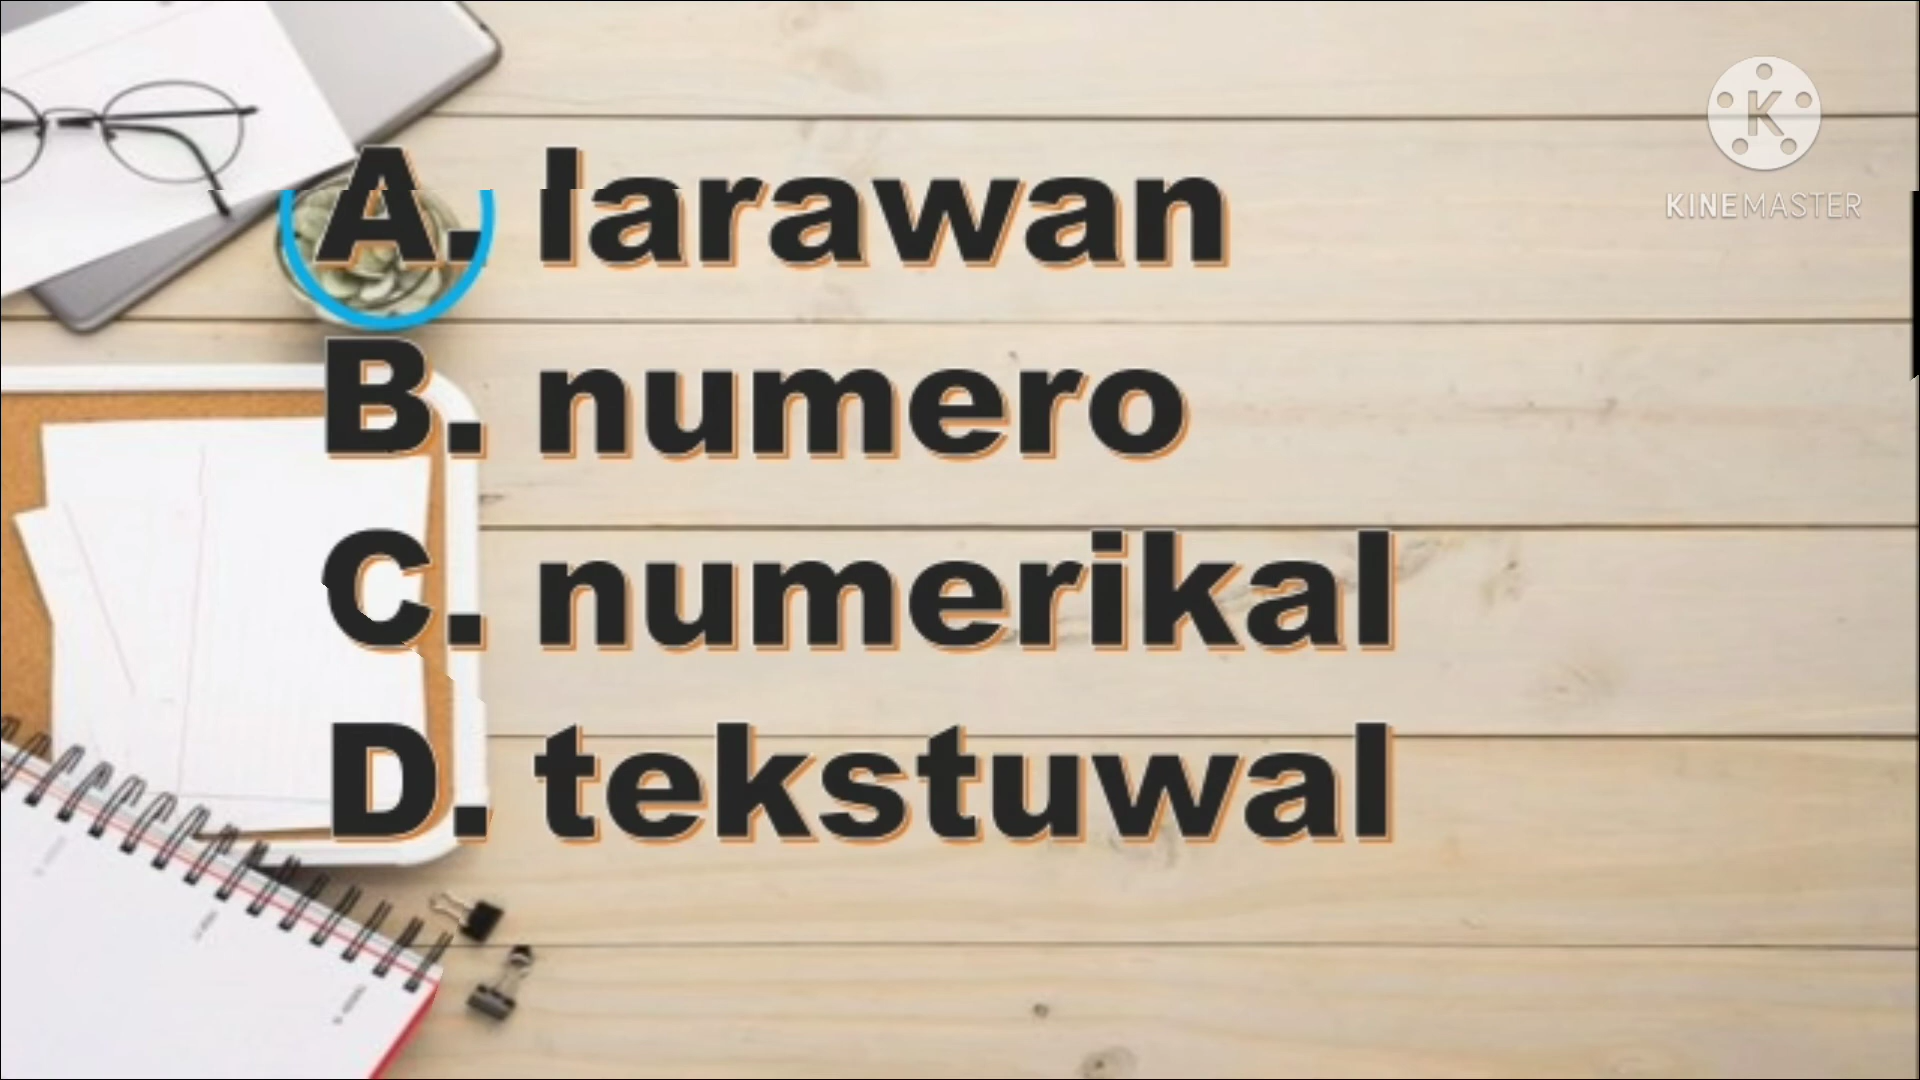 A. larawan
B. numero
C. numerikal
D. tekstuwal
KINEMASTER